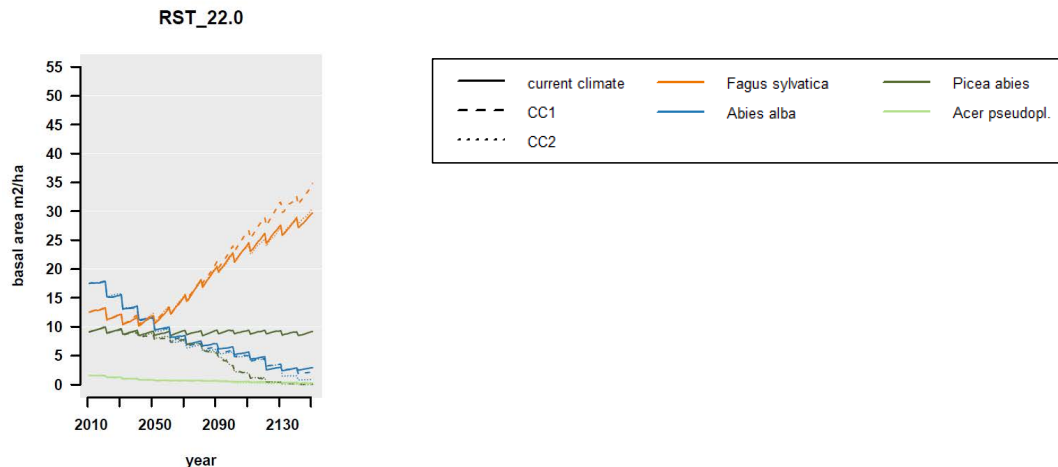 RST_22.0
55
50
45
40
35
30
25
20
15
10
5
0
basal area m2/ha
2010 2050 2090 2130
year
current climate Fagus sylvatica Picea abies
CC1 Abies alba Acer pseudopl.
CC2